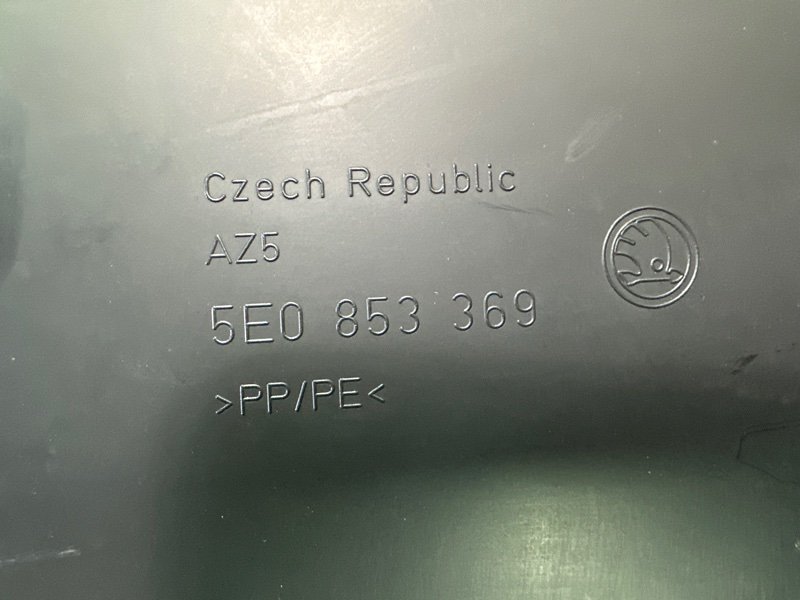 Czech Republic
AZ5
5E0 853 369
>PP/PE<